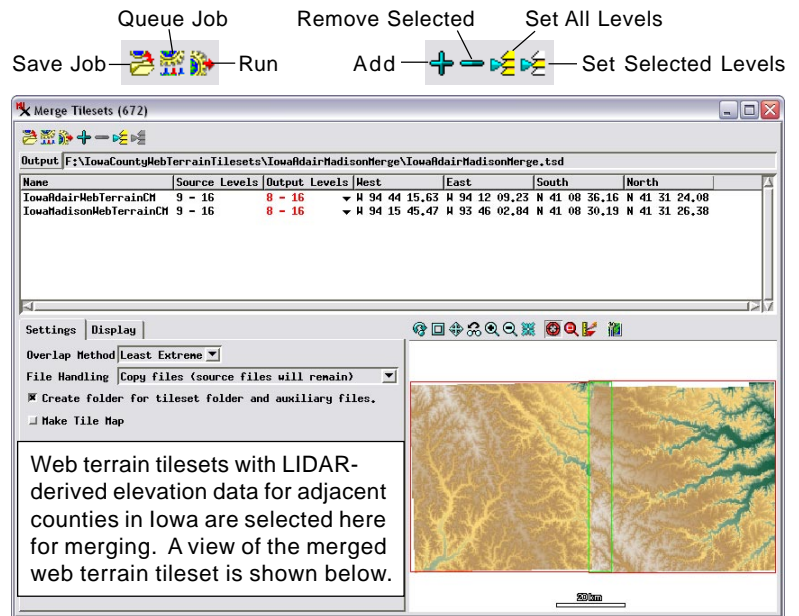 Queue Job
Remove Selected
Set All Levels
Save Job
Run
Add
Set Selected Levels
Merge Tilesets (672)
Output F:\IowaCountyWebTerrainTilesets\IowaAdairMadisonMerge\IowaAdairMadisonMerge.tsd
Name Source Levels Output Levels West East South North
IowaAdairWebTerrainCM 9 - 16 8 - 16 W 94 44 15.63 W 94 12 09.23 N 41 08 36.16 N 41 31 24.08
IowaMadisonWebTerrainCM 9 - 16 8 - 16 W 94 15 45.47 W 93 46 02.84 N 41 08 30.19 N 41 31 26.38
Settings Display
Overlap Method Least Extreme
File Handling Copy files (source files will remain)
Create folder for tileset folder and auxiliary files.
Make Tile Map
Web terrain tilesets with LIDAR-
derived elevation data for adjacent
counties in Iowa are selected here
for merging. A view of the merged
web terrain tileset is shown below.
20 km